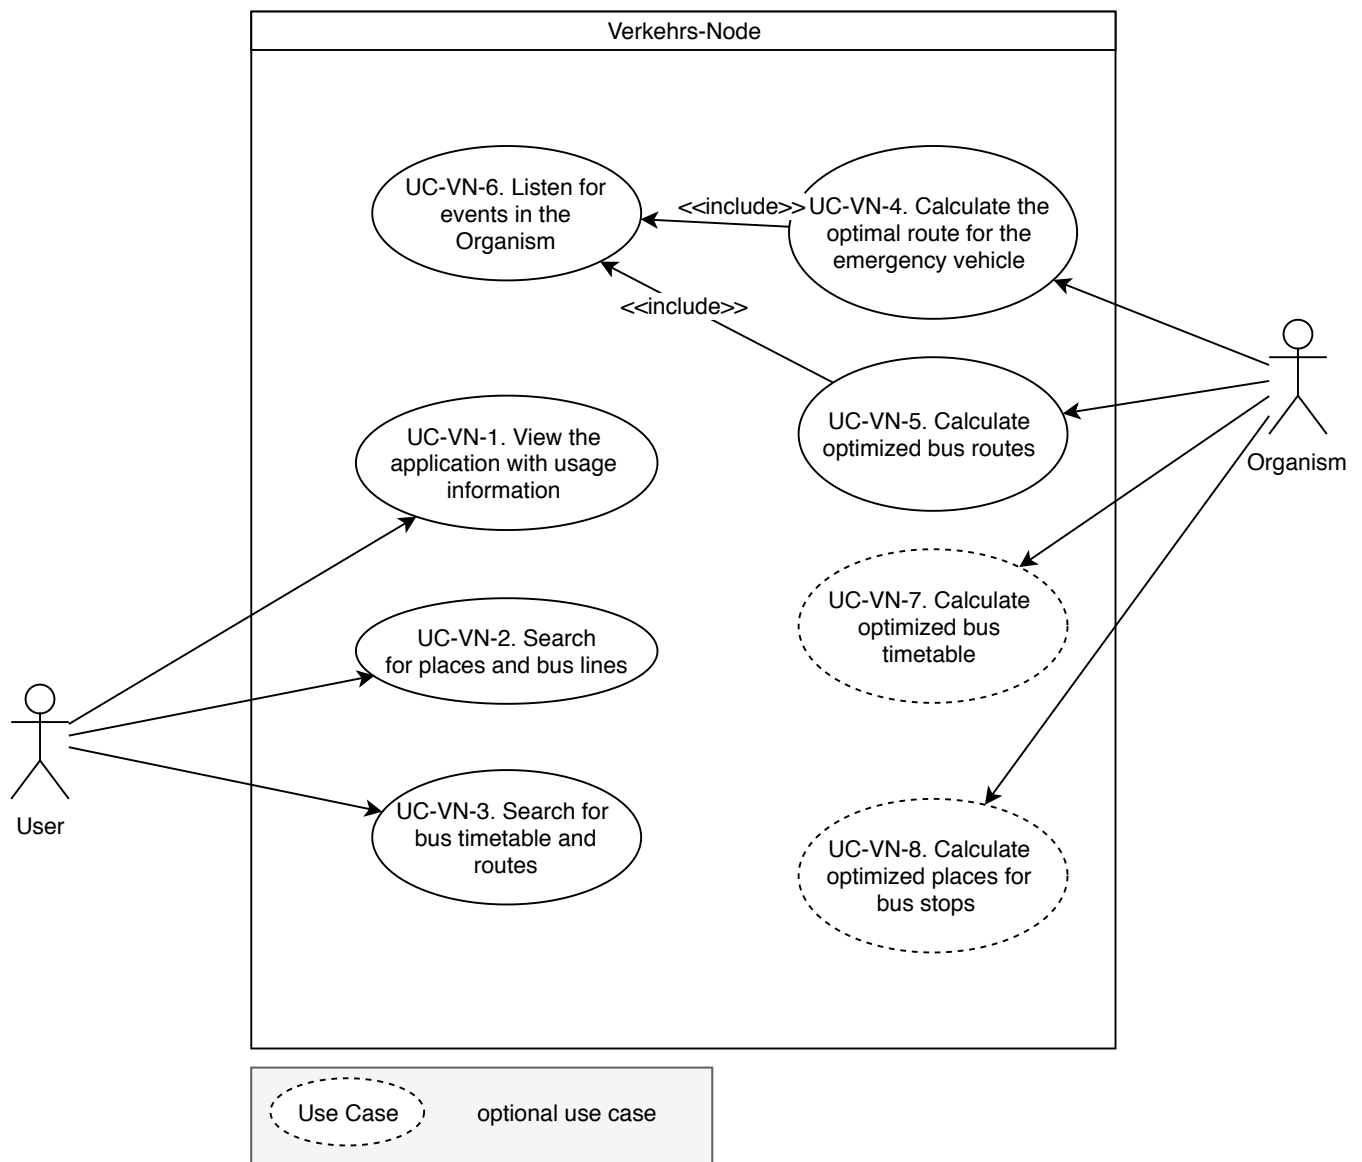 Verkehrs-Node
UC-VN-6. Listen for
events in the
Organism
<<include>>
UC-VN-4. Calculate the
optimal route for the
emergency vehicle
<<include>>
UC-VN-5. Calculate
optimized bus routes
Organism
UC-VN-1. View the
application with usage
information
UC-VN-7. Calculate
optimized bus
timetable
UC-VN-2. Search
for places and bus lines
User
UC-VN-3. Search for
bus timetable and
routes
UC-VN-8. Calculate
optimized places for
bus stops
Use Case
optional use case